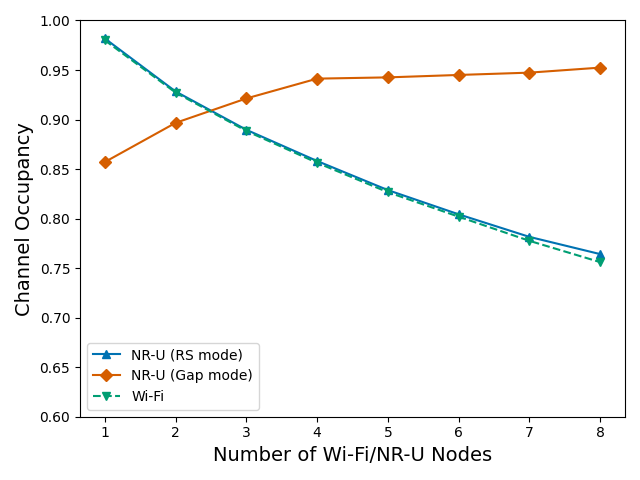 1.00
0.95
0.90
0.85
0.80
0.75
0.70
0.65
0.60
Channel Occupancy
NR-U (RS mode)
NR-U (Gap mode)
Wi-Fi
1 2 3 4 5 6 7 8
Number of Wi-Fi/NR-U Nodes